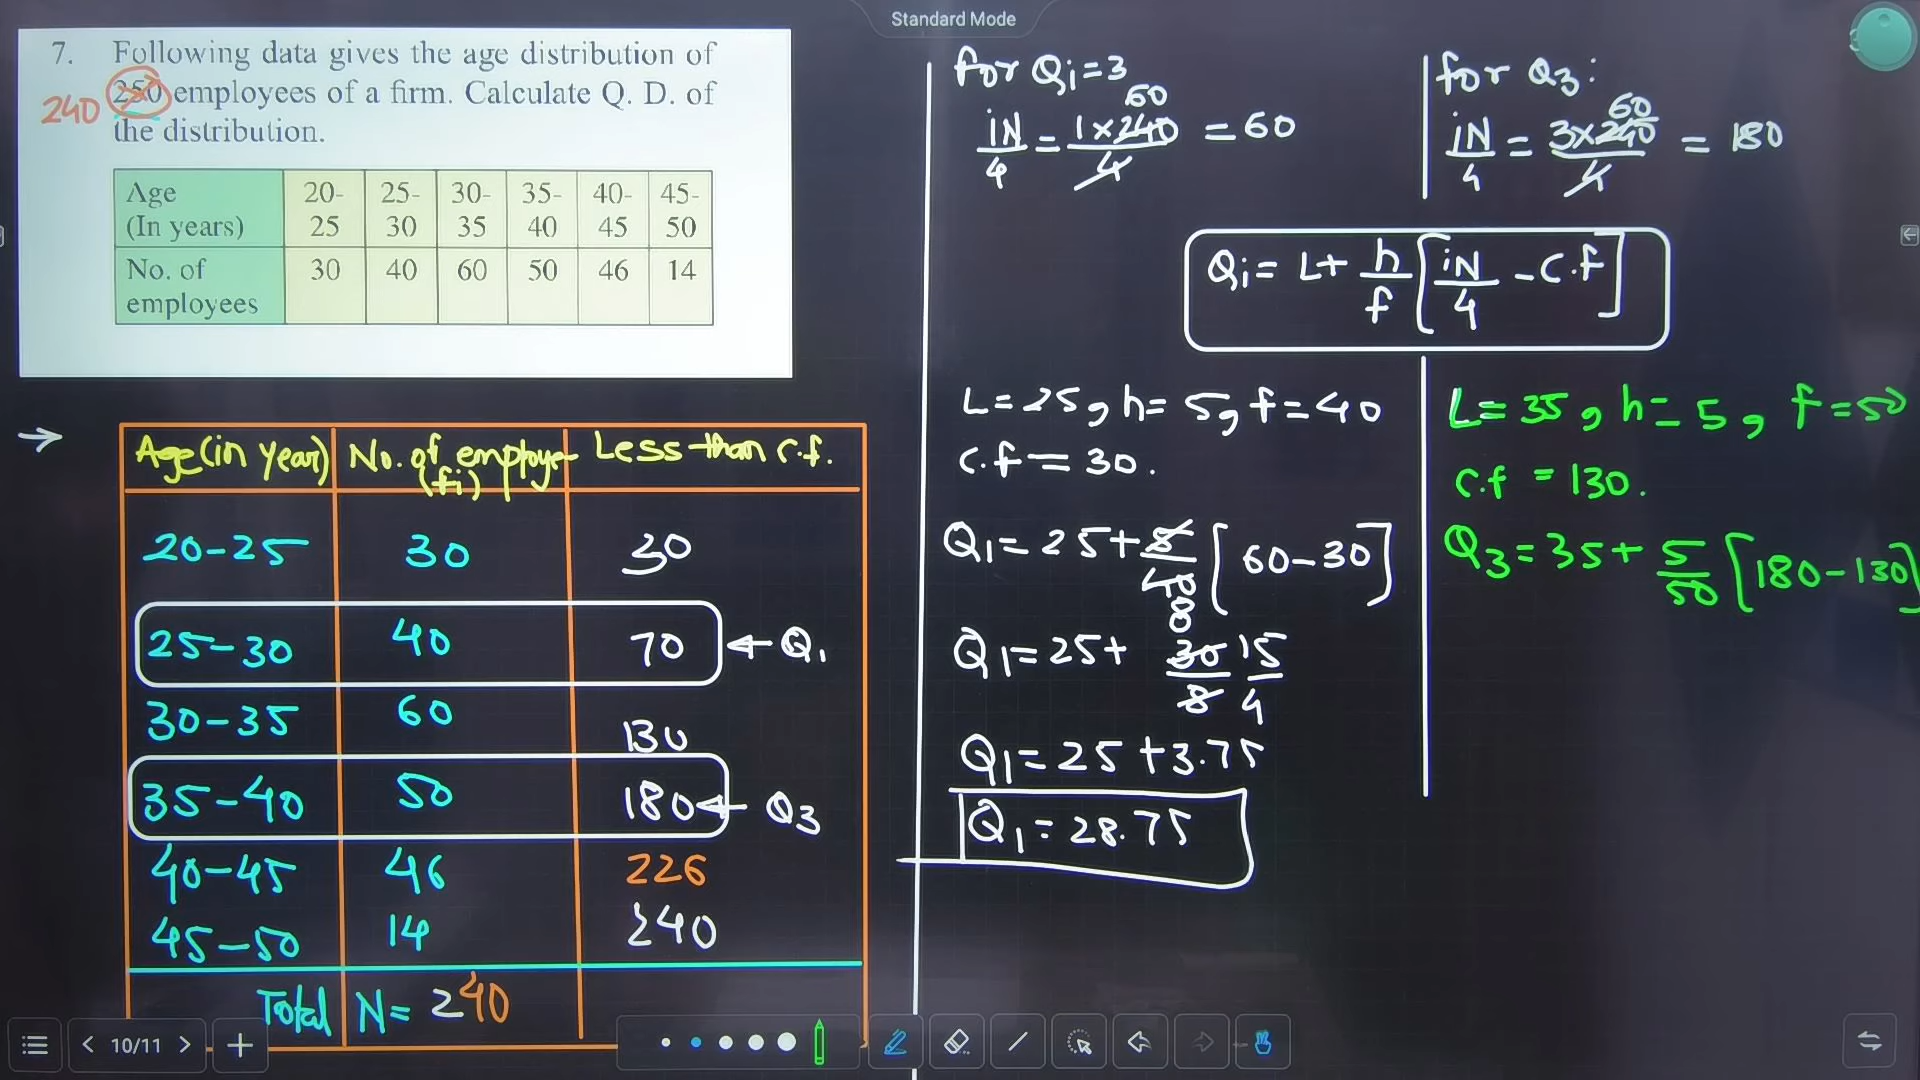 Standard Mode
7. Following data gives the age distribution of
240 250 employees of a firm. Calculate Q. D. of
the distribution.
Age (In years) 20-25 25-30 30-35 35-40 40-45 45-50
No. of employees 30 40 60 50 46 14
→
Age (in year) No. of employee (fi) Less than c.f.
20-25 30 30
25-30 40 70 ← Q1
30-35 60 130
35-40 50 180 ← Q3
40-45 46 226
45-50 14 240
Total N = 240
for Qi = 3
iN/4 = 1×240/4 60 = 60
for Q3 :
iN/4 = 3×240/4 60 = 180
Qi = L + h/f [iN/4 - c.f]
L = 25, h = 5, f = 40
c.f = 30.
Q1 = 25 + 5/40 8 [60-30]
Q1 = 25 + 30/8 15/4
Q1 = 25 + 3.75
Q1 = 28.75
L = 35, h = 5, f = 50
c.f = 130.
Q3 = 35 + 5/50 [180-130]
< 10/11 > +